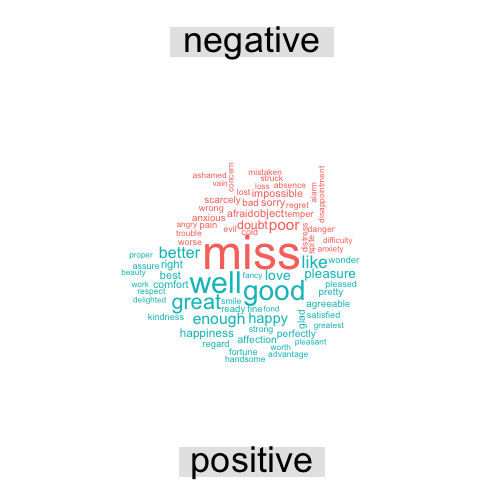 negative
mistaken
ashamed concern struck
vain lost loss absence alarm disappointment
scarcely impossible
wrong bad sorry regret
anxious afraid object temper
angry pain evil doubt poor danger
trouble cold distress spite difficulty
worse anxiety
miss
proper better like wonder
assure right
beauty best well fancy love pleasure
work comfort good pleased
respect great smile pretty
delighted ready fine fond agreeable
kindness enough happy glad satisfied
strong greatest
happiness perfectly
regard affection pleasant
fortune worth
handsome advantage
positive